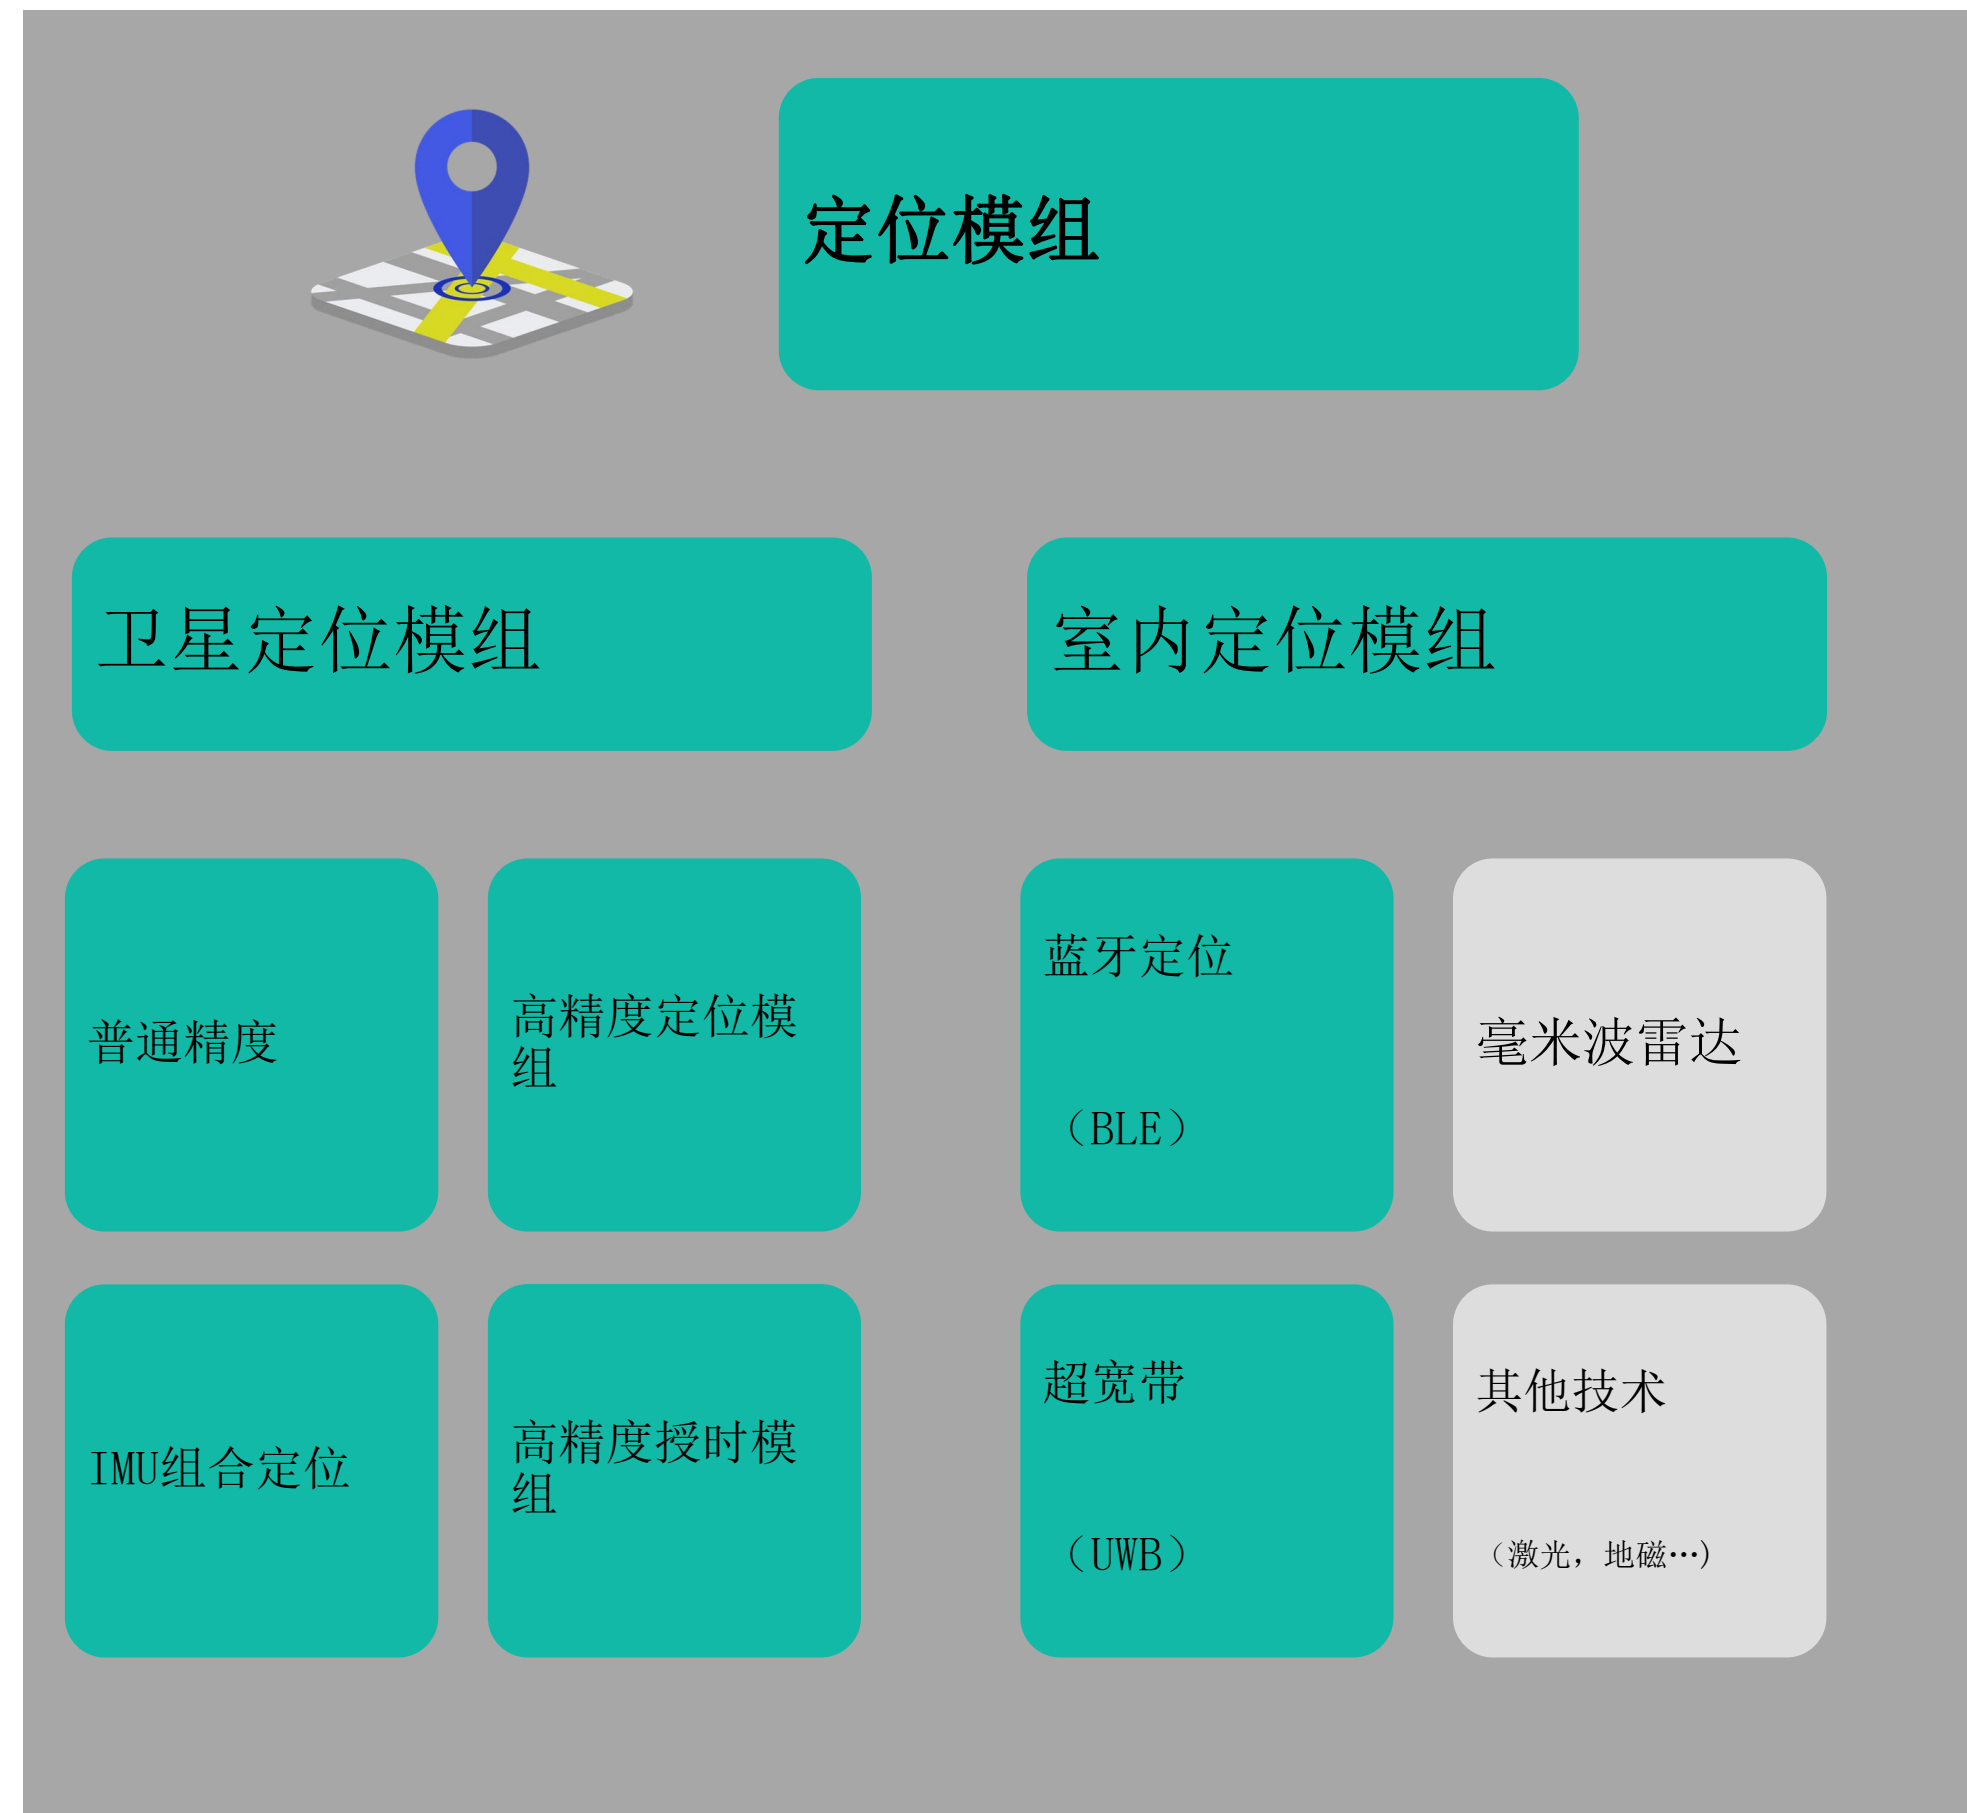 定位模组
卫星定位模组
室内定位模组
普通精度
高精度定位模
组
蓝牙定位
（BLE）
毫米波雷达
IMU组合定位
高精度授时模
组
超宽带
（UWB）
其他技术
（激光，地磁…)